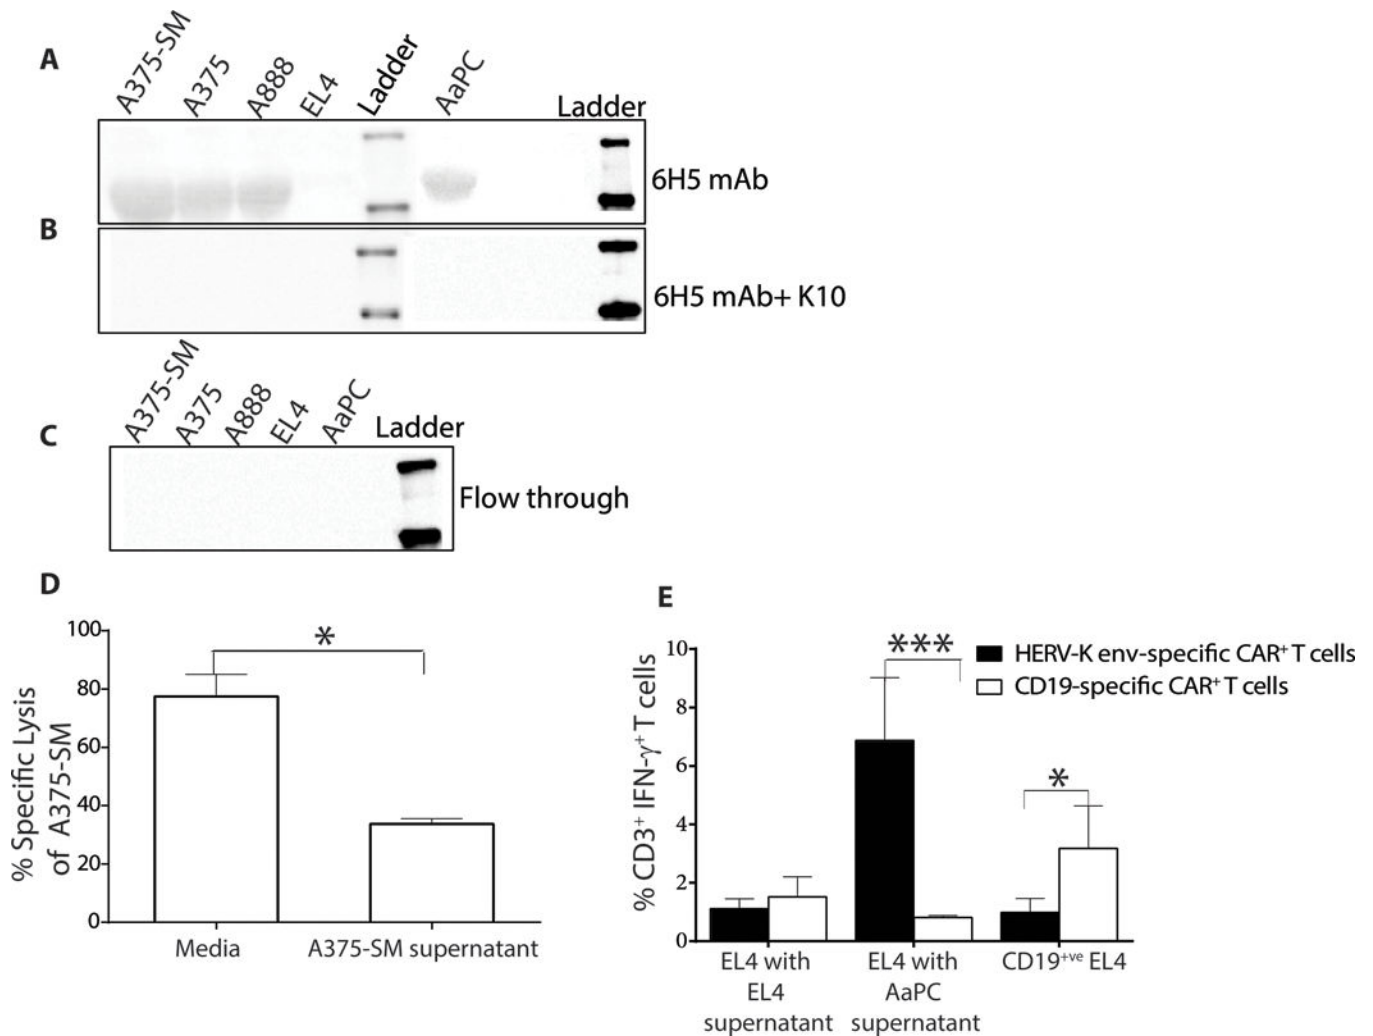 A
A375-SM
A375
A888
EL4
Ladder
AaPC
Ladder
6H5 mAb
B
6H5 mAb+ K10
A375-SM
A375
A888
EL4
AaPC
Ladder
C
Flow through
D
% Specific Lysis
of A375-SM
100
80
60
40
20
0
*
Media
A375-SM supernatant
E
% CD3⁺ IFN-γ⁺ T cells
10
8
6
4
2
0
***
*
HERV-K env-specific CAR⁺ T cells
CD19-specific CAR⁺ T cells
EL4 with
EL4
supernatant
EL4 with
AaPC
supernatant
CD19⁺ᵛᵉ EL4